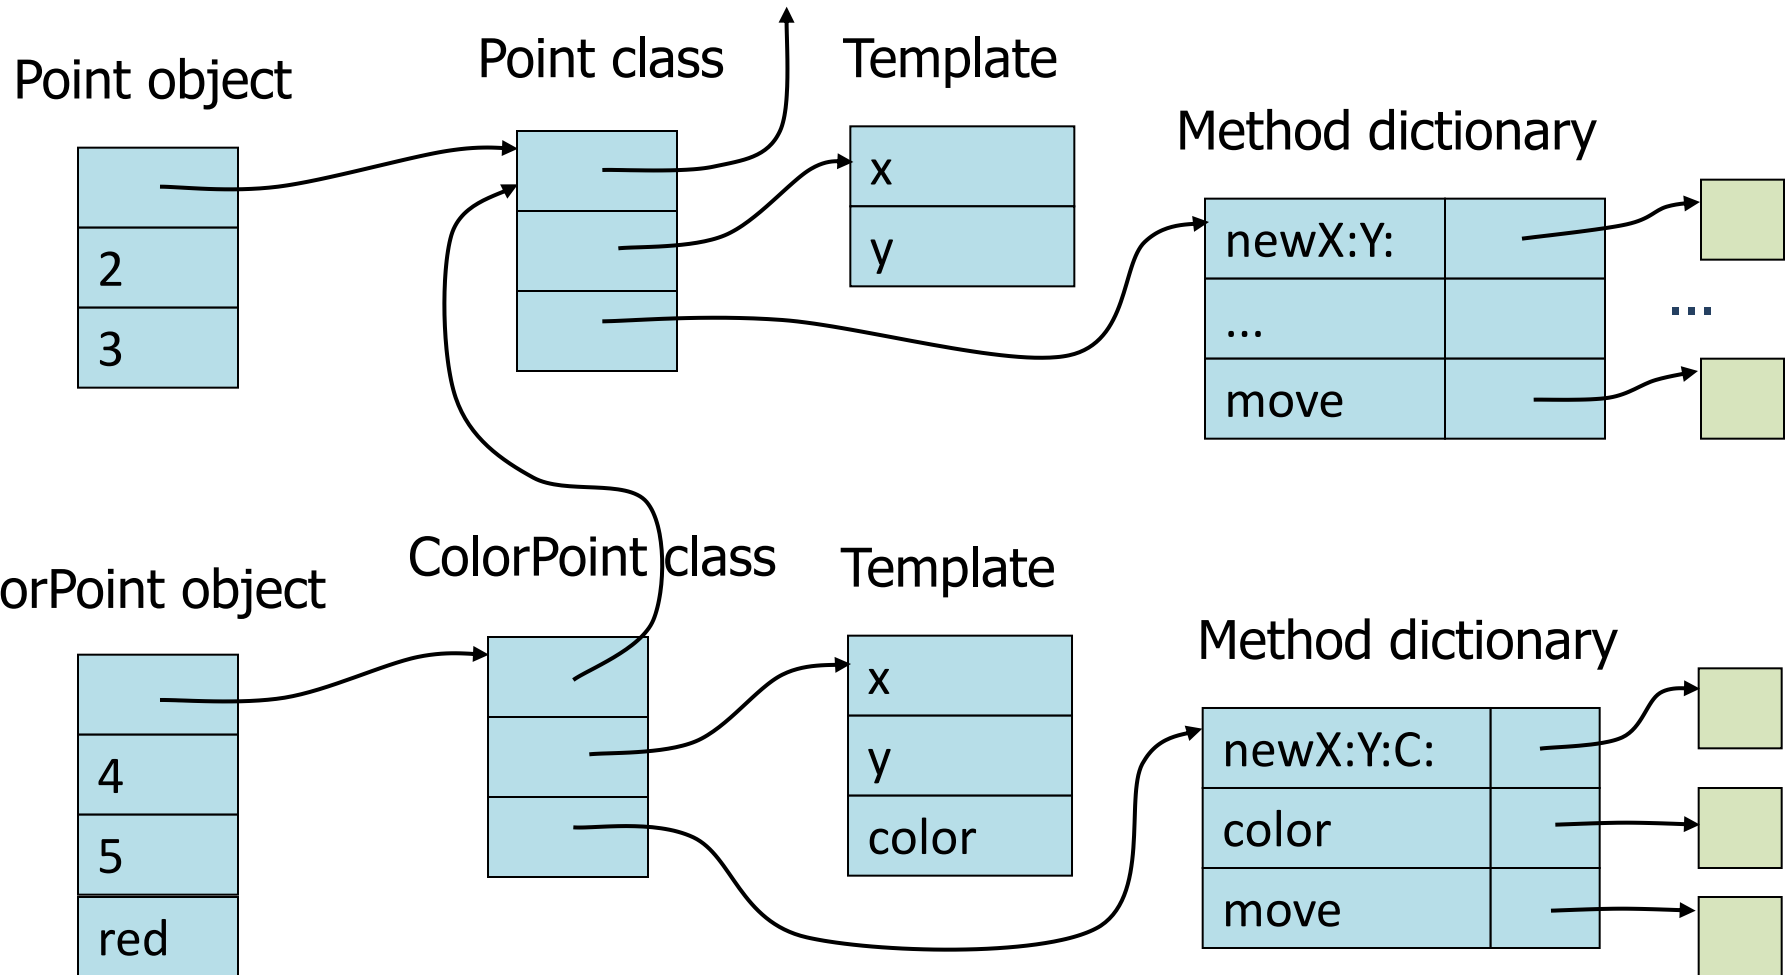 Point object
Point class
Template
Method dictionary
2
3
x
y
newX:Y:
...
move
...
orPoint object
ColorPoint class
Template
Method dictionary
4
5
red
x
y
color
newX:Y:C:
color
move